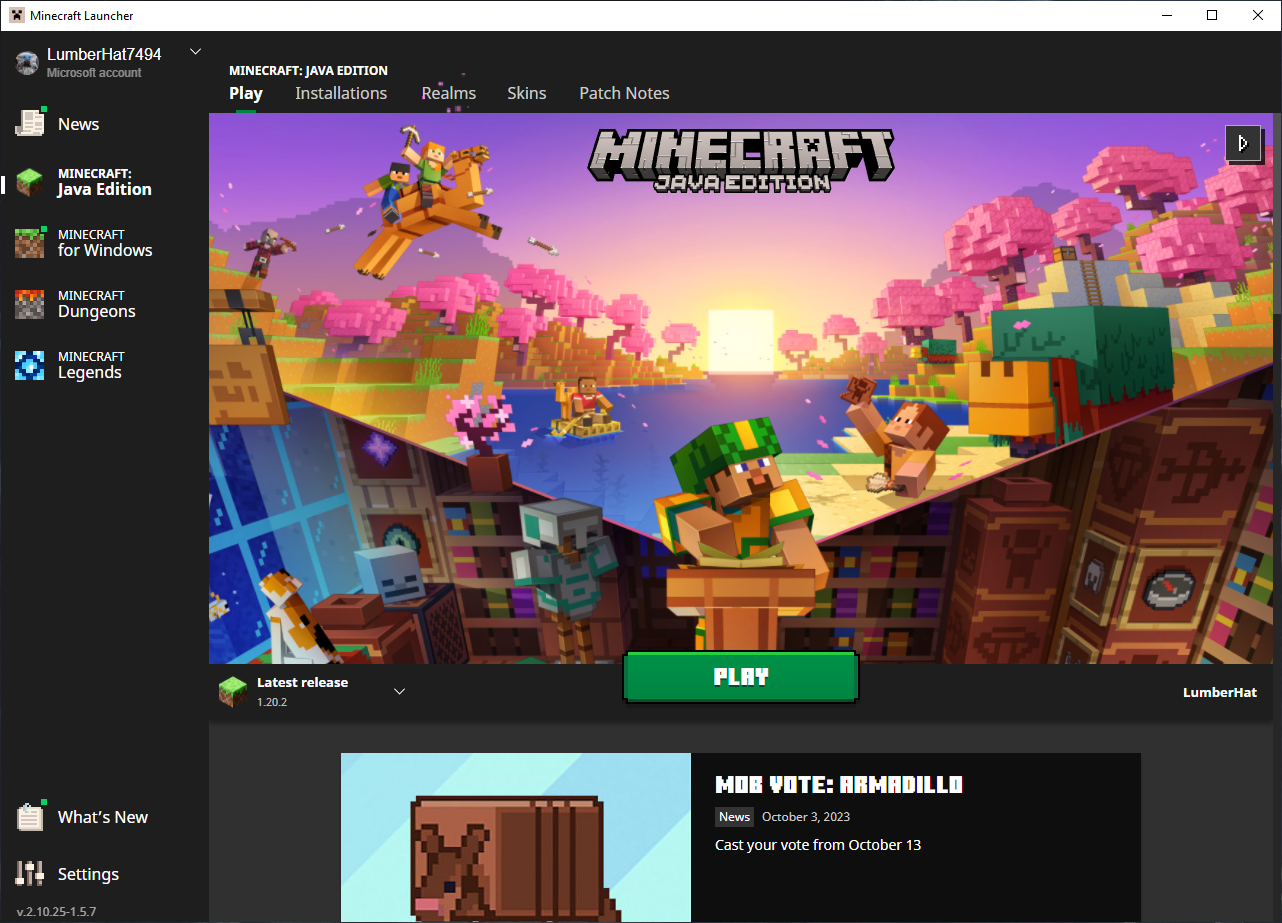 Minecraft Launcher
LumberHat7494
Microsoft account
News
MINECRAFT:
Java Edition
MINECRAFT
for Windows
MINECRAFT
Dungeons
MINECRAFT
Legends
What's New
Settings
v.2.10.25-1.5.7
MINECRAFT: JAVA EDITION
Play Installations Realms Skins Patch Notes
MINECRAFT
JAVA EDITION
Latest release
1.20.2
PLAY
LumberHat
MOB VOTE: ARMADILLO
News October 3, 2023
Cast your vote from October 13